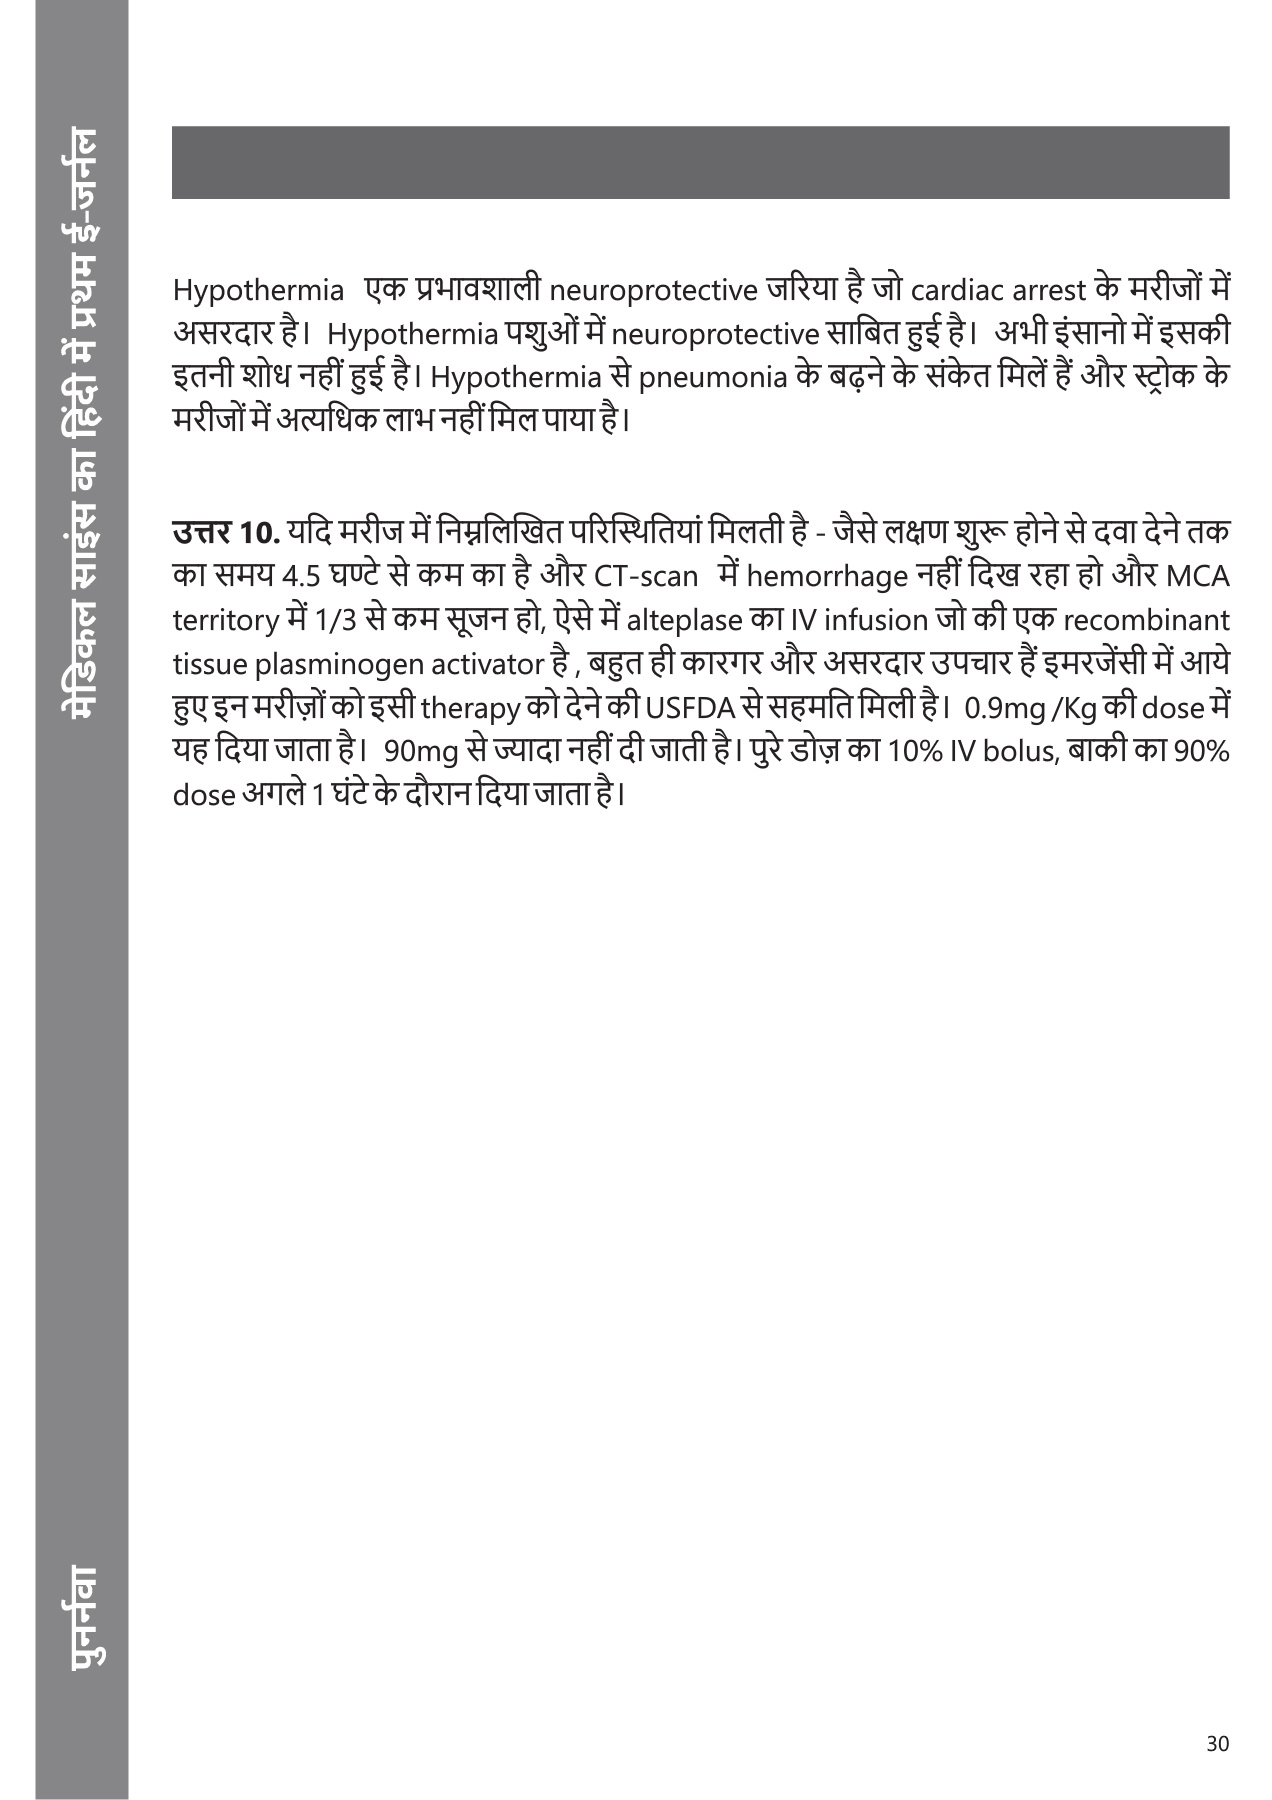 मेडिकल साइंस का हिंदी में प्रथम ई-जर्नल
Hypothermia एक प्रभावशाली neuroprotective जरिया है जो cardiac arrest के मरीजों में
असरदार है। Hypothermia पशुओं में neuroprotective साबित हुई है। अभी इंसानो में इसकी
इतनी शोध नहीं हुई है। Hypothermia से pneumonia के बढ़ने के संकेत मिलें हैं और स्ट्रोक के
मरीजों में अत्यधिक लाभ नहीं मिल पाया है।
उत्तर 10. यदि मरीज में निम्नलिखित परिस्थितियां मिलती है - जैसे लक्षण शुरू होने से दवा देने तक
का समय 4.5 घण्टे से कम का है और CT-scan में hemorrhage नहीं दिख रहा हो और MCA
territory में 1/3 से कम सूजन हो, ऐसे में alteplase का IV infusion जो की एक recombinant
tissue plasminogen activator है , बहुत ही कारगर और असरदार उपचार हैं इमरजेंसी में आये
हुए इन मरीज़ों को इसी therapy को देने की USFDA से सहमति मिली है। 0.9mg /Kg की dose में
यह दिया जाता है। 90mg से ज्यादा नहीं दी जाती है। पुरे डोज़ का 10% IV bolus, बाकी का 90%
dose अगले 1 घंटे के दौरान दिया जाता है।
पुनर्नवा
30